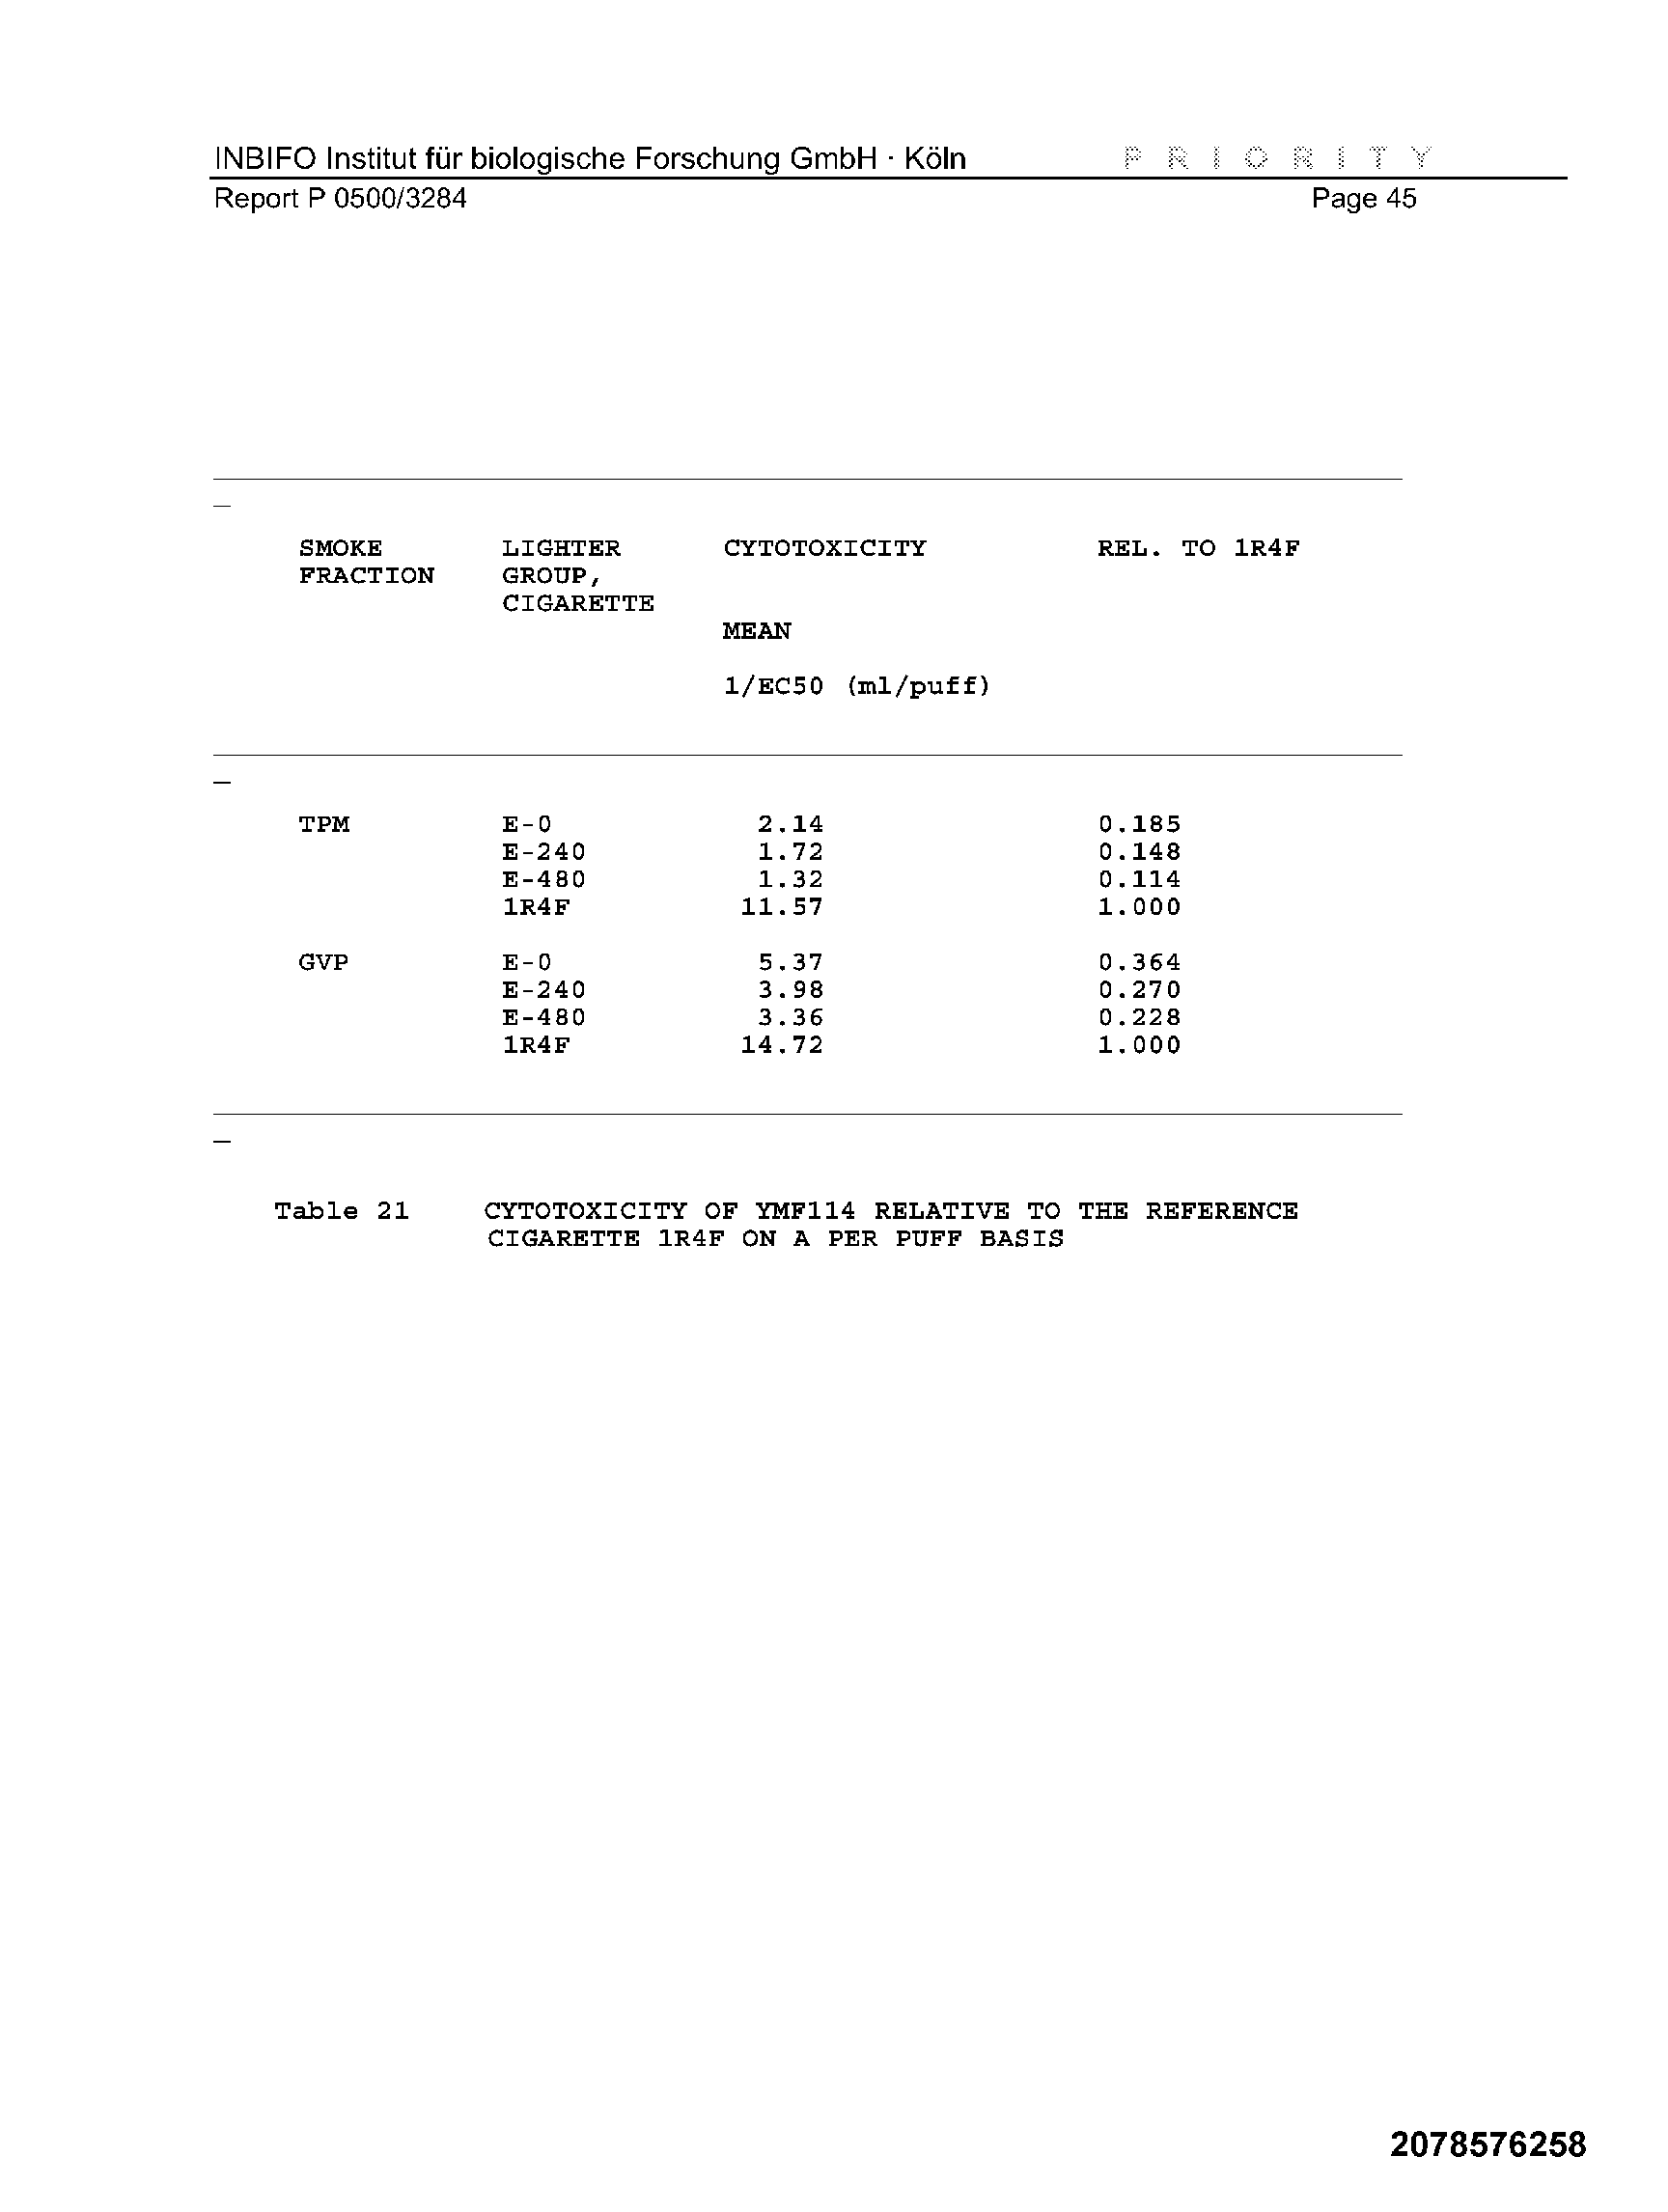 INBIFO Institut für biologische Forschung GmbH · Köln P R I O R I T Y
Report P 0500/3284 Page 45
SMOKE LIGHTER CYTOTOXICITY REL. TO 1R4F
FRACTION GROUP,
CIGARETTE
MEAN
1/EC50 (ml/puff)
TPM E-0 2.14 0.185
E-240 1.72 0.148
E-480 1.32 0.114
1R4F 11.57 1.000
GVP E-0 5.37 0.364
E-240 3.98 0.270
E-480 3.36 0.228
1R4F 14.72 1.000
Table 21 CYTOTOXICITY OF YMF114 RELATIVE TO THE REFERENCE
CIGARETTE 1R4F ON A PER PUFF BASIS
2078576258